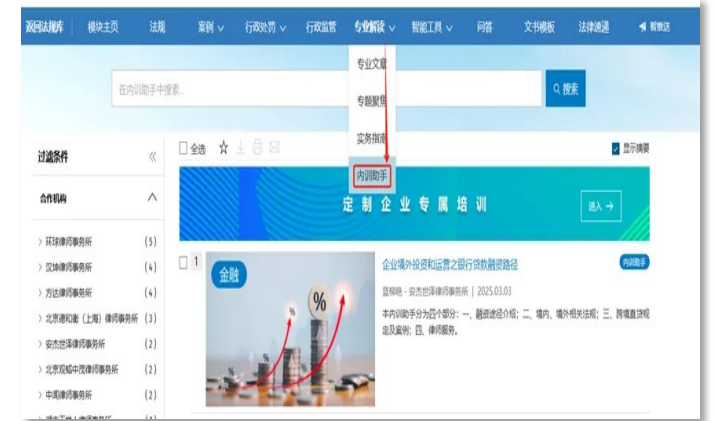 返回法规库 模块主页 法规 案例 行政处罚 行政监管 专业解读 智能工具 问答 文书模板 法律速递 智推送
专业文章
在内训助手中搜索... 搜索
专题聚焦
实务指南
内训助手
过滤条件 《 全选 显示摘要
合作机构
定制企业专属培训 进入 →
> 环球律师事务所 (5)
> 汉坤律师事务所 (4)
> 方达律师事务所 (4)
> 北京德和衡（上海）律师事务所 (3)
> 安杰世泽律师事务所 (2)
> 北京观韬中茂律师事务所 (2)
> 中闻律师事务所 (2)
1 金融 企业境外投资和运营之银行贷款融资路径 内训助手
% %
安杰世泽律师事务所 | 2025.03.03
本内训助手分为四个部分：一、融资途径介绍；二、境内、境外相关法规；三、跨境直贷规
定及案例；四、律师服务。